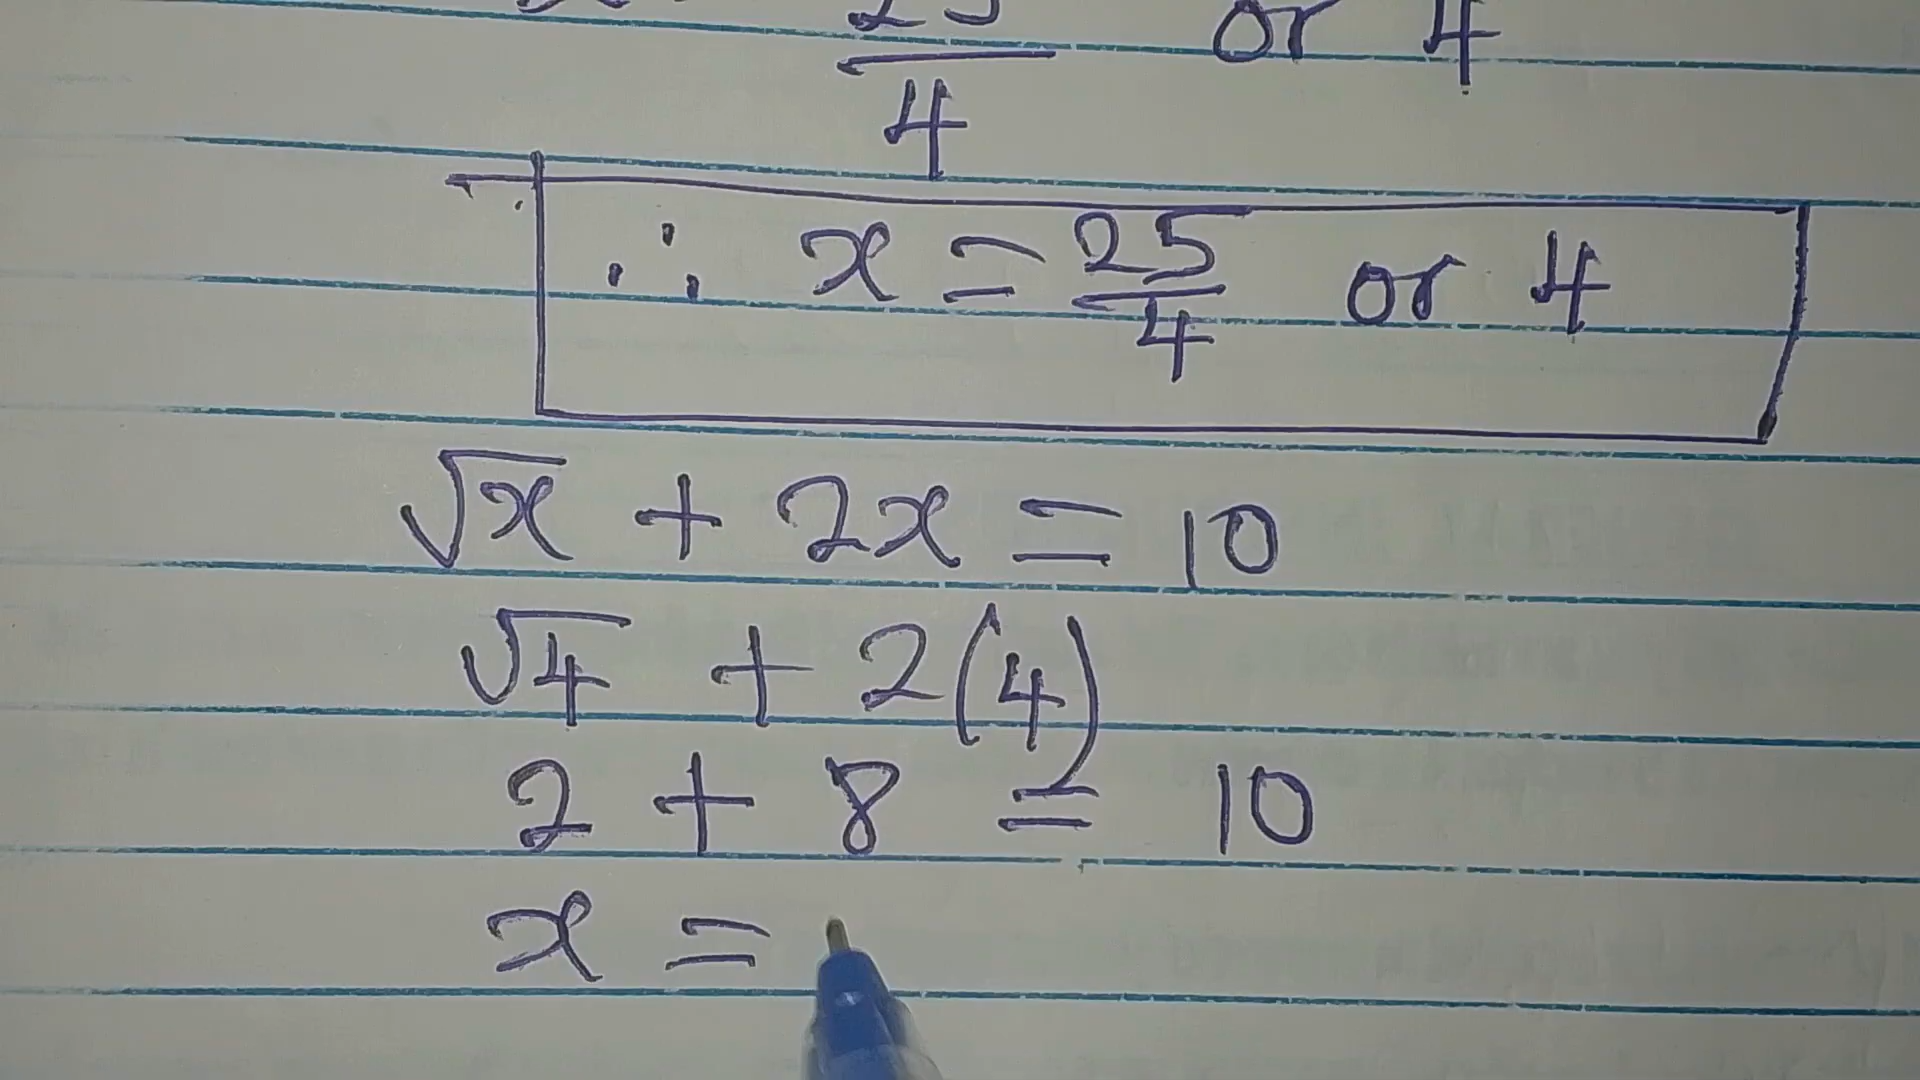 x = 25/4 or 4
∴ x = 25/4 or 4
√x + 2x = 10
√4 + 2(4)
2 + 8 = 10
x =